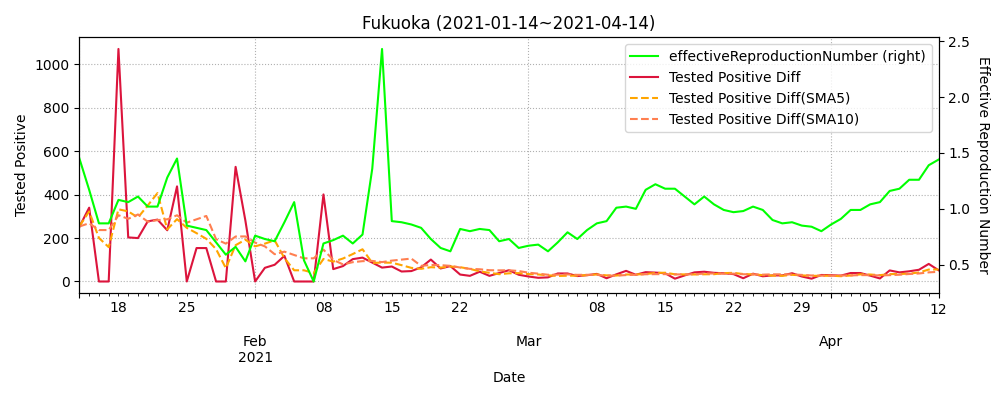 Fukuoka (2021-01-14~2021-04-14)
effectiveReproductionNumber (right)
Tested Positive Diff
Tested Positive Diff(SMA5)
Tested Positive Diff(SMA10)
Tested Positive
1000
800
600
400
200
0
Effective Reproduction Number
2.5
2.0
1.5
1.0
0.5
18 25 08 15 22 08 15 22 29 05 12
Feb Mar Apr
2021
Date